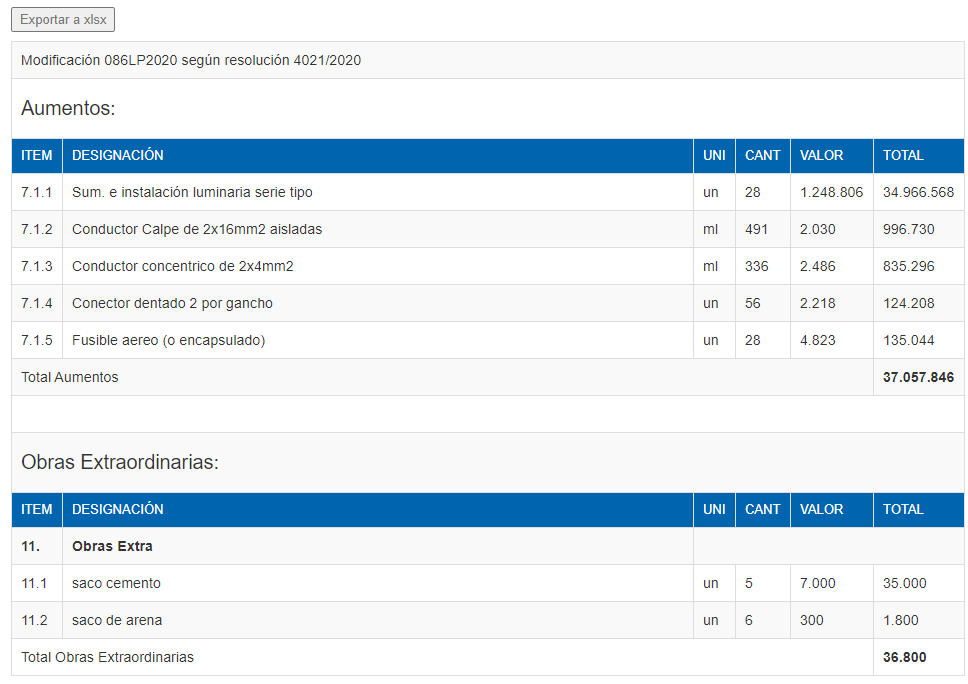 Exportar a xlsx
Modificación 086LP2020 según resolución 4021/2020
Aumentos:
ITEM DESIGNACIÓN UNI CANT VALOR TOTAL
7.1.1 Sum. e instalación luminaria serie tipo un 28 1.248.806 34.966.568
7.1.2 Conductor Calpe de 2x16mm2 aisladas ml 491 2.030 996.730
7.1.3 Conductor concentrico de 2x4mm2 ml 336 2.486 835.296
7.1.4 Conector dentado 2 por gancho un 56 2.218 124.208
7.1.5 Fusible aereo (o encapsulado) un 28 4.823 135.044
Total Aumentos 37.057.846
Obras Extraordinarias:
ITEM DESIGNACIÓN UNI CANT VALOR TOTAL
11. Obras Extra
11.1 saco cemento un 5 7.000 35.000
11.2 saco de arena un 6 300 1.800
Total Obras Extraordinarias 36.800